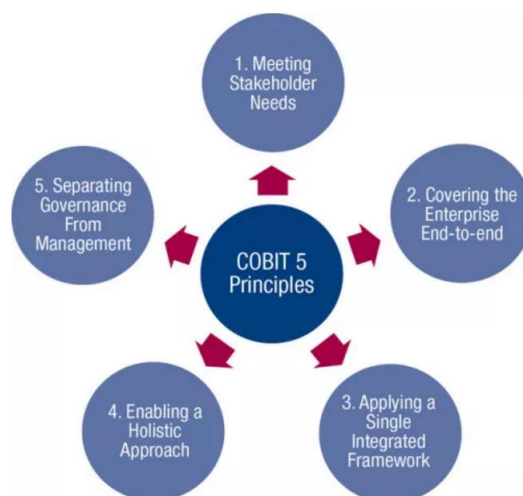 1. Meeting
Stakeholder
Needs
5. Separating
Governance
From
Management
2. Covering the
Enterprise
End-to-end
COBIT 5
Principles
4. Enabling a
Holistic
Approach
3. Applying a
Single
Integrated
Framework